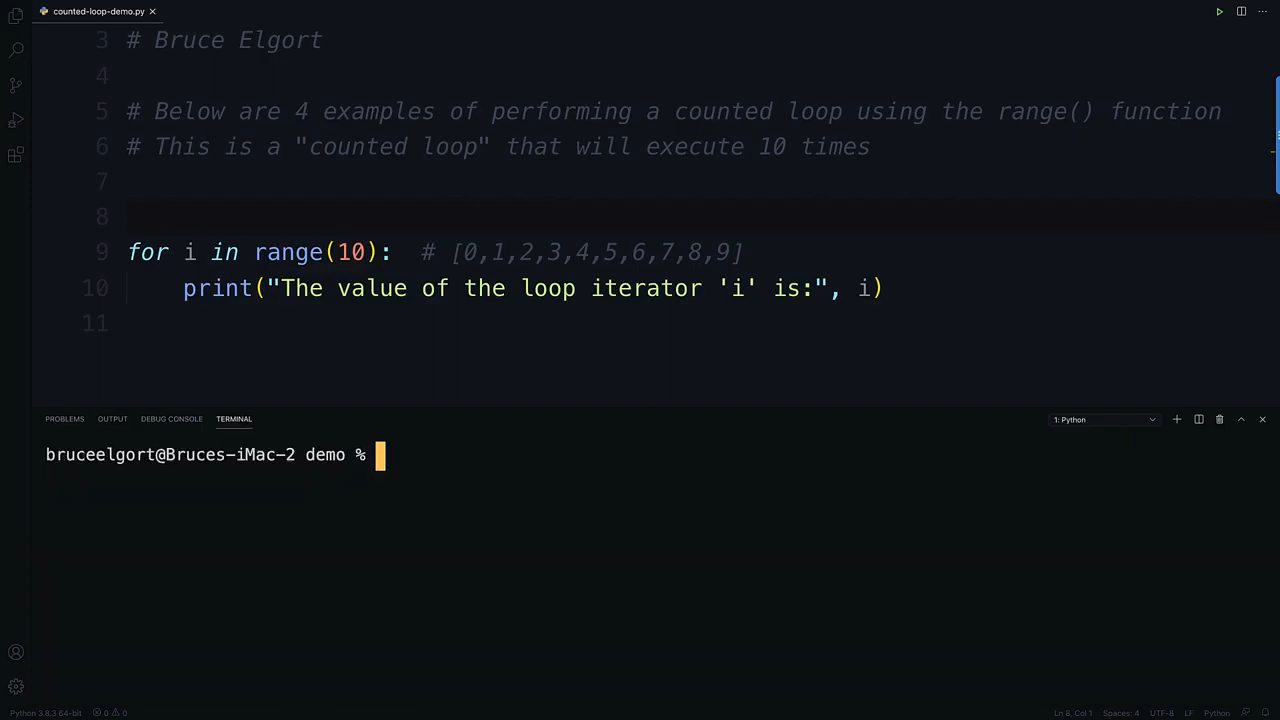 counted-loop-demo.py
3 # Bruce Elgort
4
5 # Below are 4 examples of performing a counted loop using the range() function
6 # This is a "counted loop" that will execute 10 times
7
8
9 for i in range(10):  # [0,1,2,3,4,5,6,7,8,9]
10     print("The value of the loop iterator 'i' is:", i)
11
PROBLEMS OUTPUT DEBUG CONSOLE TERMINAL 1: Python
bruceelgort@Bruces-iMac-2 demo %
Python 3.8.3 64-bit 0 0 Ln 8, Col 1 Spaces: 4 UTF-8 LF Python